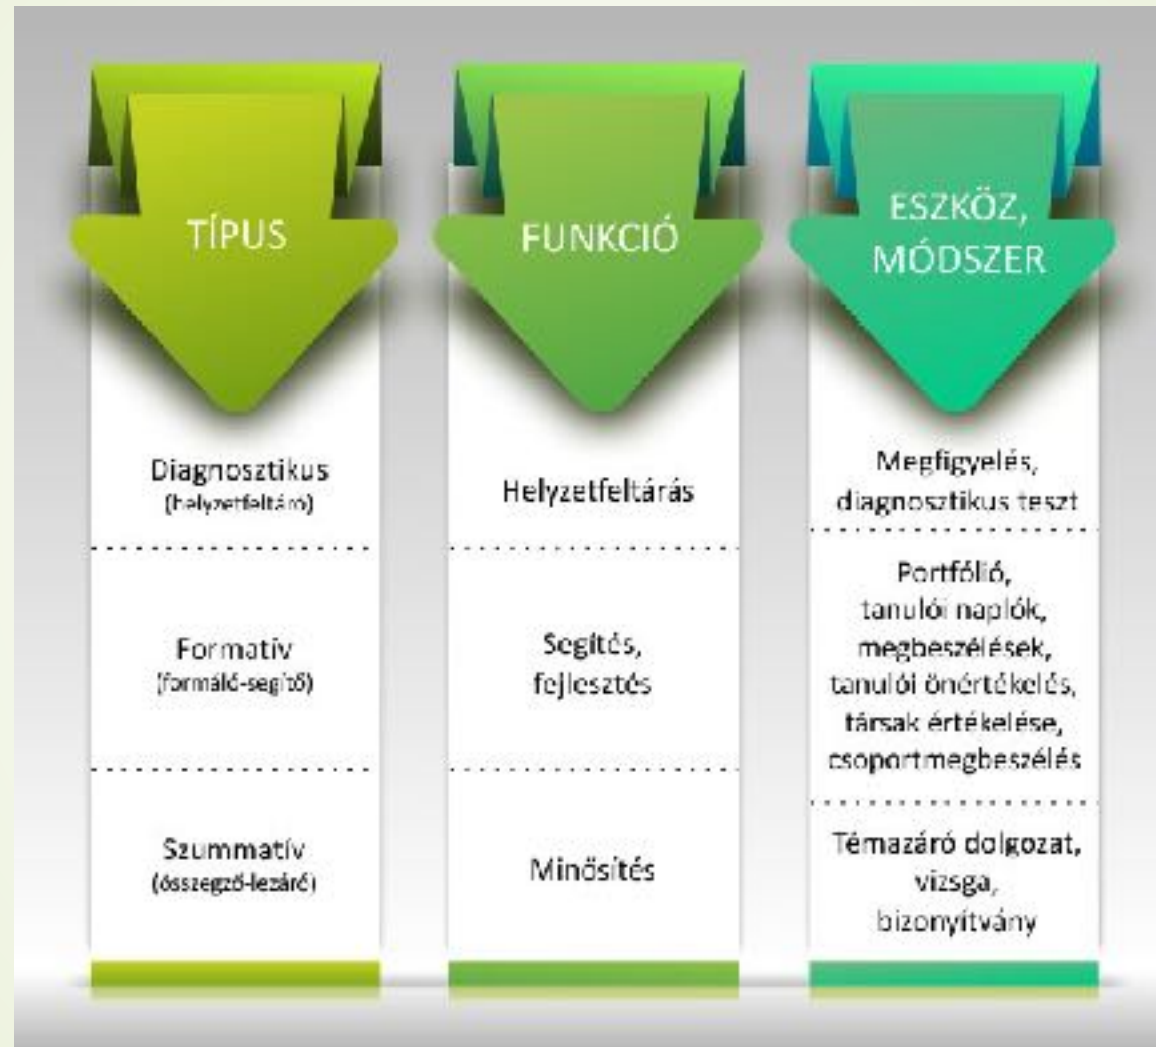 TÍPUS
Diagnosztikus
(helyzetfeltáró)
Formatív
(formáló-segítő)
Szummatív
(összegző-lezáró)
FUNKCIÓ
Helyzetfeltárás
Segítés,
fejlesztés
Minősítés
ESZKÖZ,
MÓDSZER
Megfigyelés,
diagnosztikus teszt
Portfólió,
tanulói naplók,
megbeszélések,
tanulói önértékelés,
társak értékelése,
csoportmegbeszélés
Témazáró dolgozat,
vizsga,
bizonyítvány